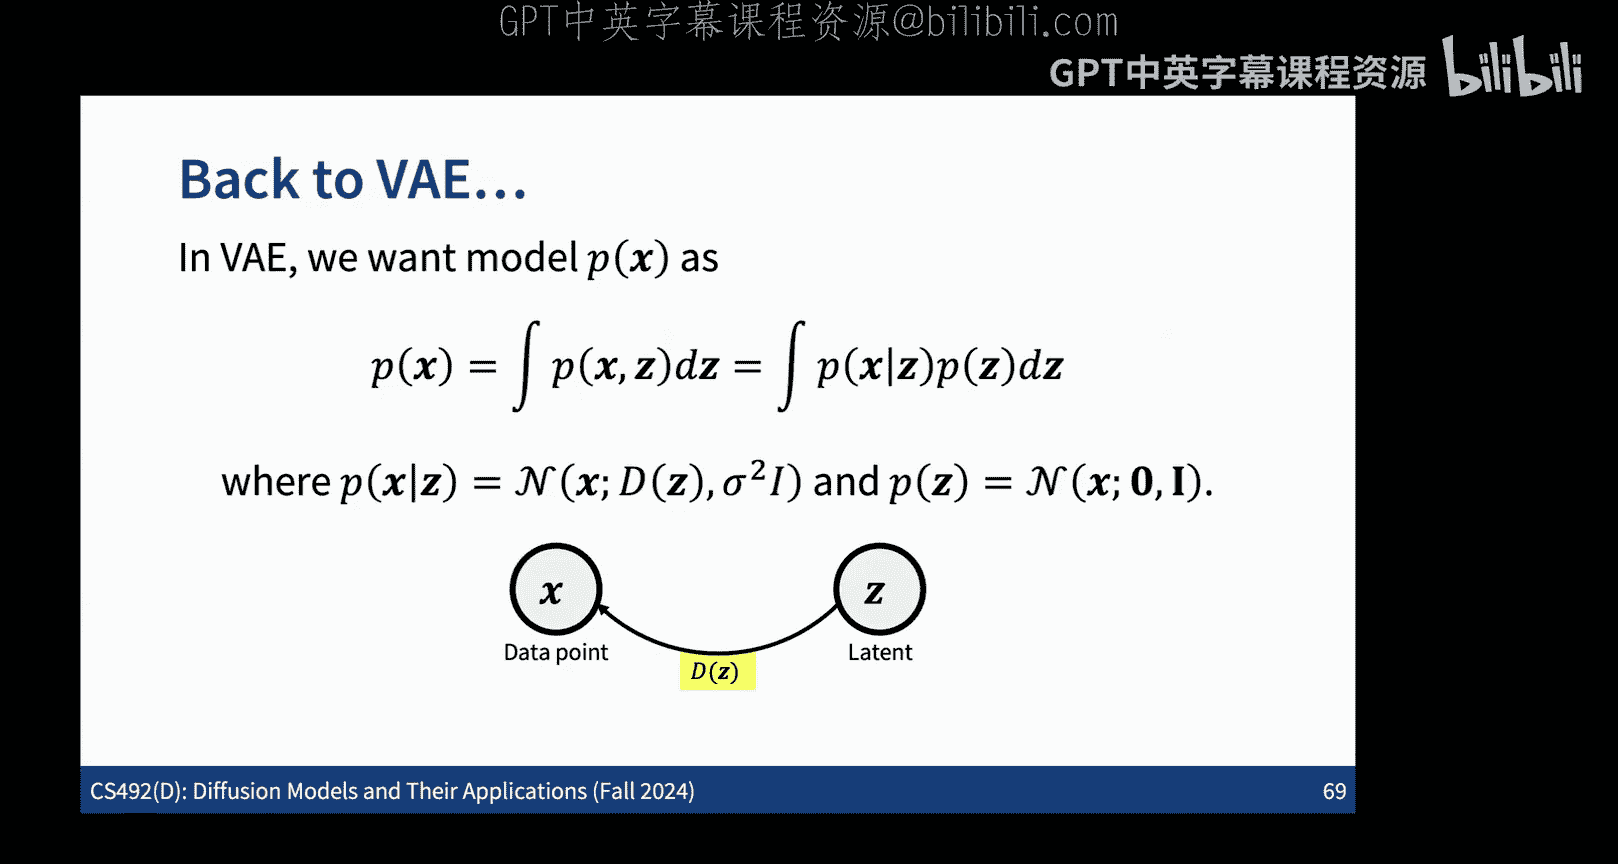 GPT中英字幕课程资源@bilibili.com
GPT中英字幕课程资源 bilibili
Back to VAE...
In VAE, we want model p(x) as
p(x) = ∫ p(x, z)dz = ∫ p(x|z)p(z)dz
where p(x|z) = 𝒩(x; D(z), σ²I) and p(z) = 𝒩(x; 0, I).
x z
Data point Latent
D(z)
CS492(D): Diffusion Models and Their Applications (Fall 2024) 69